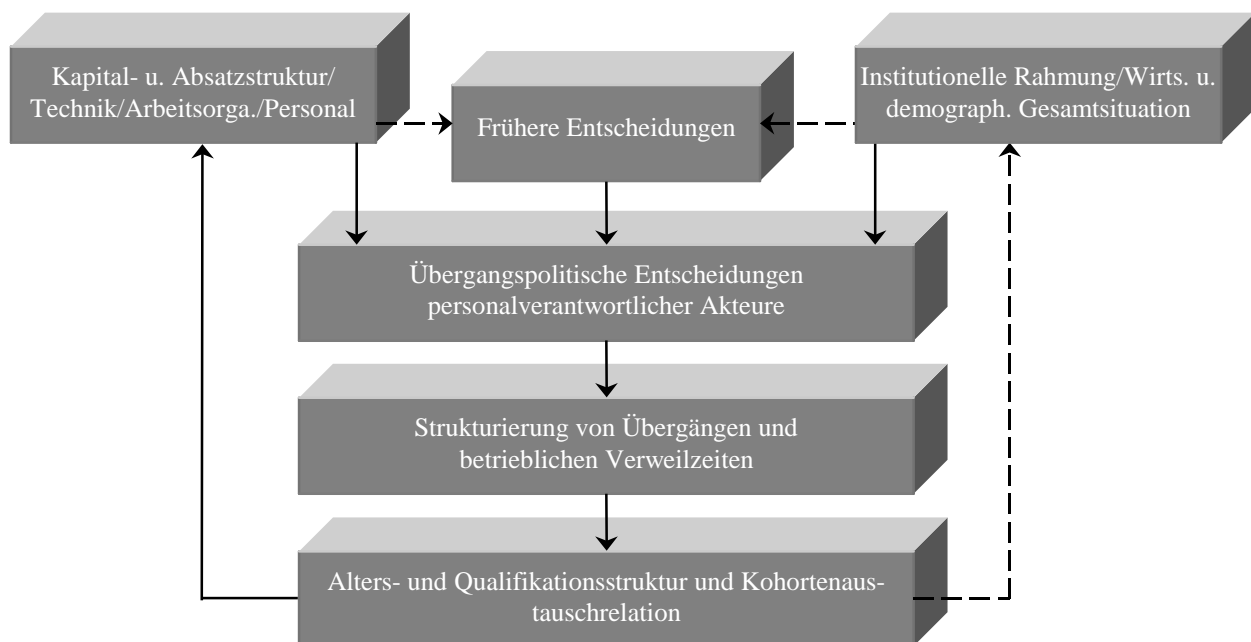 Kapital- u. Absatzstruktur/
Technik/Arbeitsorga./Personal
Frühere Entscheidungen
Institutionelle Rahmung/Wirts. u.
demograph. Gesamtsituation
Übergangspolitische Entscheidungen
personalverantwortlicher Akteure
Strukturierung von Übergängen und
betrieblichen Verweilzeiten
Alters- und Qualifikationsstruktur und Kohortenaus-
tauschrelation